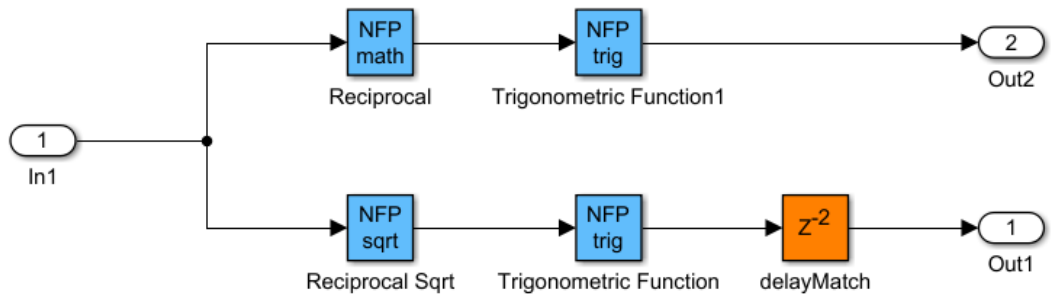 NFP
math
Reciprocal
NFP
trig
Trigonometric Function1
2
Out2
1
In1
NFP
sqrt
Reciprocal Sqrt
NFP
trig
Trigonometric Function
Z-2
delayMatch
1
Out1